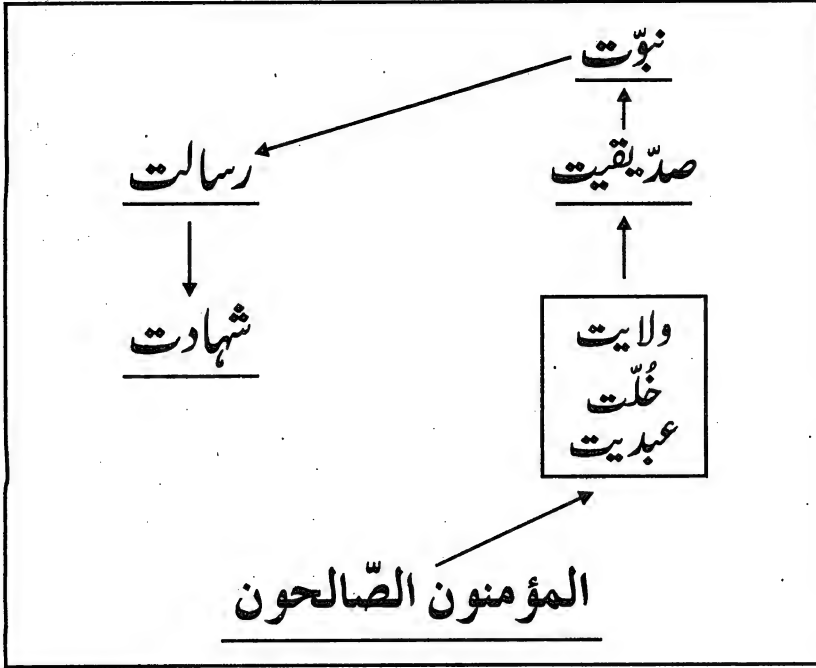 نبوّت
رسالت
صدّیقیت
شہادت
ولایت
خُلّت
عبدیت
المؤمنون الصّالحون